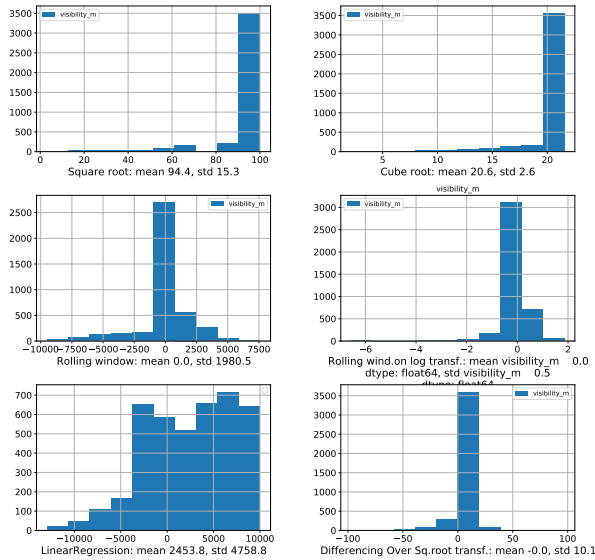 visibility_m
3500
3000
2500
2000
1500
1000
500
0
0 20 40 60 80 100
Square root: mean 94.4, std 15.3
visibility_m
3500
3000
2500
2000
1500
1000
500
0
5 10 15 20
Cube root: mean 20.6, std 2.6
visibility_m
2500
2000
1500
1000
500
0
−10000 −7500 −5000 −2500 0 2500 5000 7500
Rolling window: mean 0.0, std 1980.5
visibility_m
visibility_m
3000
2500
2000
1500
1000
500
0
−6 −4 −2 0 2
Rolling wind.on log transf.: mean visibility_m 0.0
dtype: float64, std visibility_m 0.5
dtype: float64
700
600
500
400
300
200
100
0
−10000 −5000 0 5000 10000
LinearRegression: mean 2453.8, std 4758.8
visibility_m
3500
3000
2500
2000
1500
1000
500
0
−100 −50 0 50 100
Differencing Over Sq.root transf.: mean -0.0, std 10.1